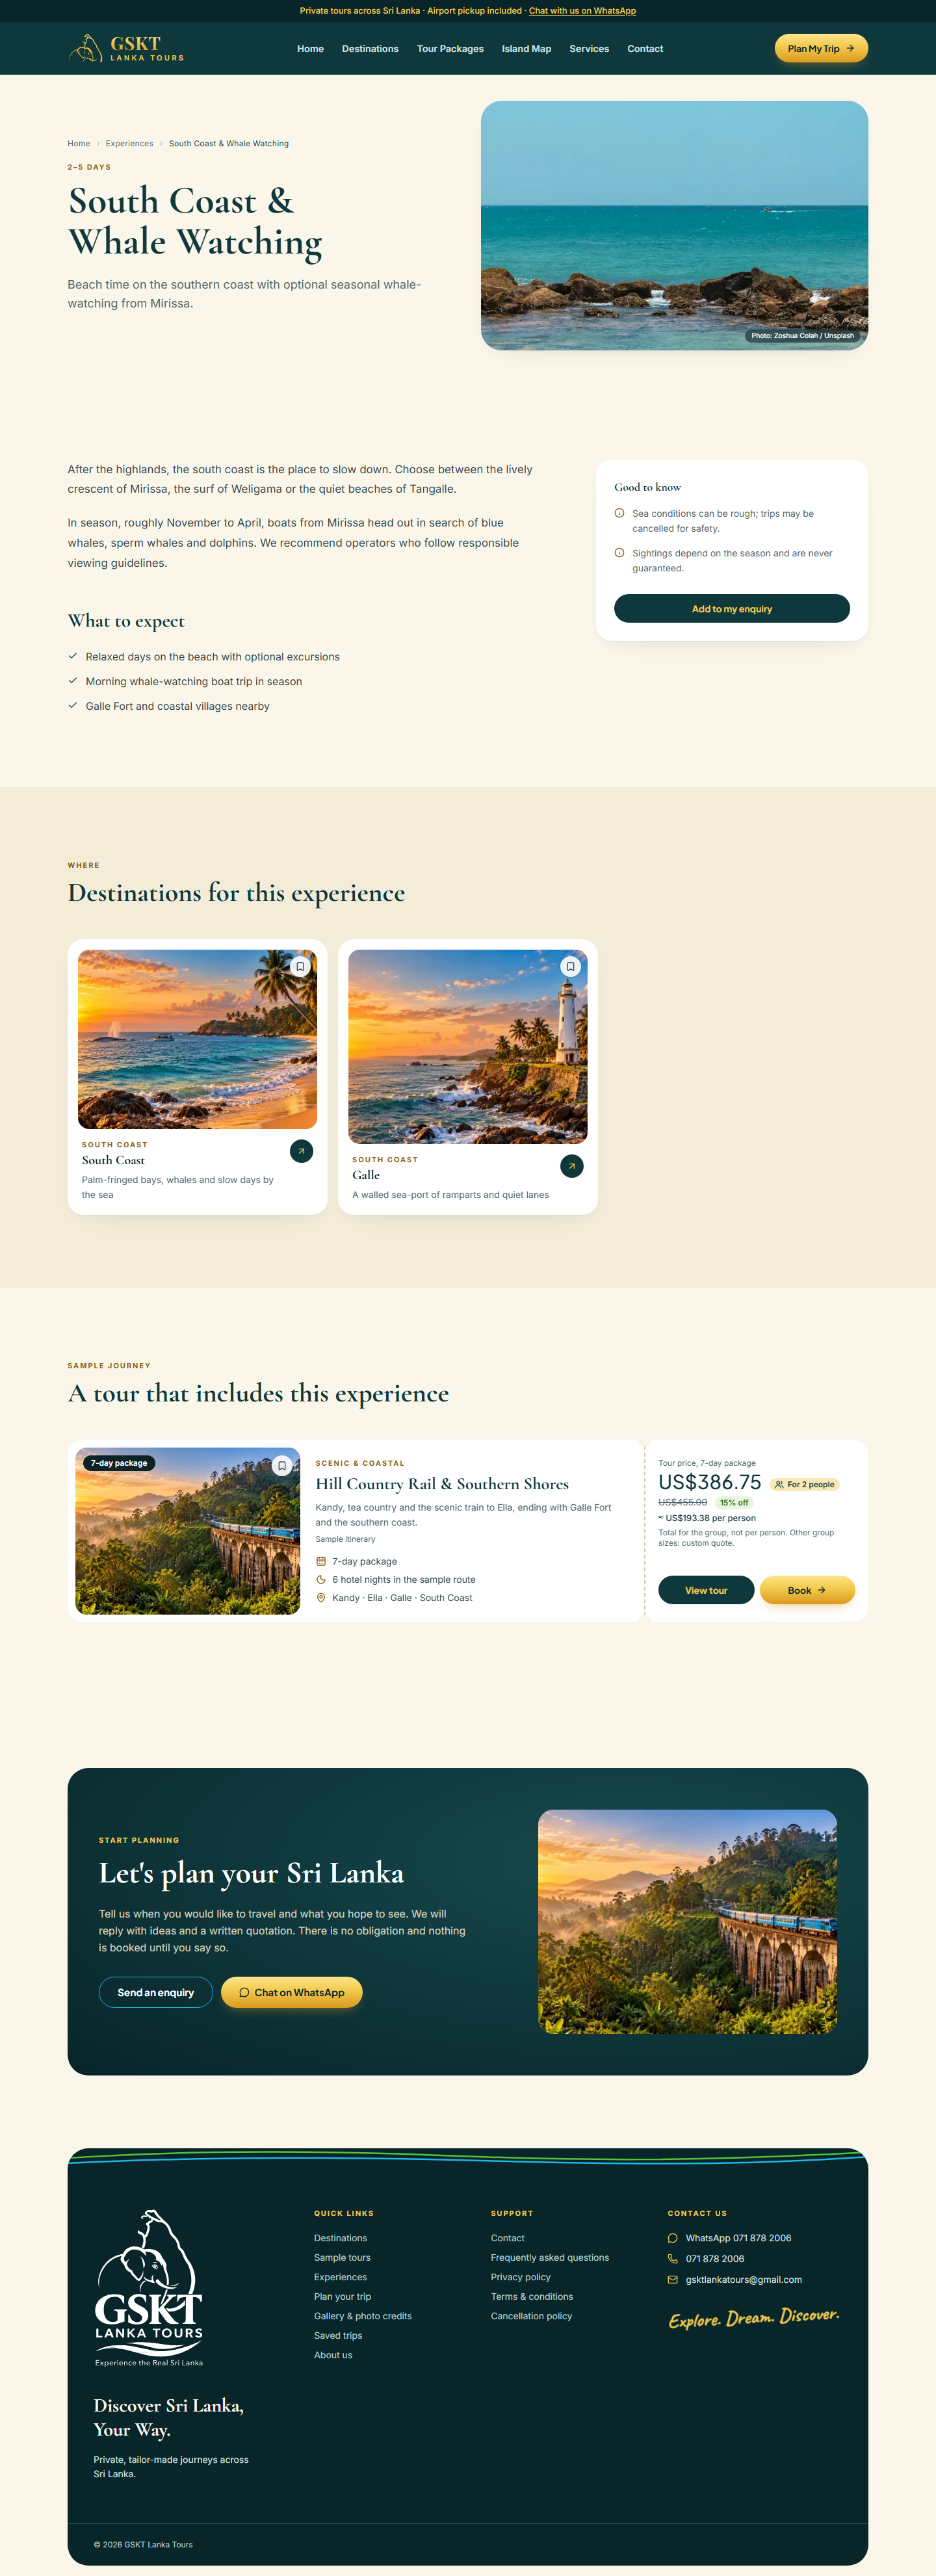 Private tours across Sri Lanka · Airport pickup included · Chat with us on WhatsApp
GSKT
LANKA TOURS
Home
Destinations
Tour Packages
Island Map
Services
Contact
Plan My Trip
Home
Experiences
South Coast & Whale Watching
2–5 DAYS
South Coast &
Whale Watching
Beach time on the southern coast with optional seasonal whale-
watching from Mirissa.
Photo: Zoshua Colah / Unsplash
After the highlands, the south coast is the place to slow down. Choose between the lively
crescent of Mirissa, the surf of Weligama or the quiet beaches of Tangalle.
In season, roughly November to April, boats from Mirissa head out in search of blue
whales, sperm whales and dolphins. We recommend operators who follow responsible
viewing guidelines.
What to expect
Relaxed days on the beach with optional excursions
Morning whale-watching boat trip in season
Galle Fort and coastal villages nearby
Good to know
Sea conditions can be rough; trips may be
cancelled for safety.
Sightings depend on the season and are never
guaranteed.
Add to my enquiry
WHERE
Destinations for this experience
SOUTH COAST
South Coast
Palm-fringed bays, whales and slow days by
the sea
SOUTH COAST
Galle
A walled sea-port of ramparts and quiet lanes
SAMPLE JOURNEY
A tour that includes this experience
7-day package
SCENIC & COASTAL
Hill Country Rail & Southern Shores
Kandy, tea country and the scenic train to Ella, ending with Galle Fort
and the southern coast.
Sample itinerary
7-day package
6 hotel nights in the sample route
Kandy · Ella · Galle · South Coast
Tour price, 7-day package
US$386.75
For 2 people
US$455.00
15% off
≈ US$193.38 per person
Total for the group, not per person. Other group
sizes: custom quote.
View tour
Book
START PLANNING
Let's plan your Sri Lanka
Tell us when you would like to travel and what you hope to see. We will
reply with ideas and a written quotation. There is no obligation and nothing
is booked until you say so.
Send an enquiry
Chat on WhatsApp
GSKT
LANKA TOURS
Experience the Real Sri Lanka
Discover Sri Lanka,
Your Way.
Private, tailor-made journeys across
Sri Lanka.
QUICK LINKS
Destinations
Sample tours
Experiences
Plan your trip
Gallery & photo credits
Saved trips
About us
SUPPORT
Contact
Frequently asked questions
Privacy policy
Terms & conditions
Cancellation policy
CONTACT US
WhatsApp 071 878 2006
071 878 2006
gsktlankatours@gmail.com
Explore. Dream. Discover.
© 2026 GSKT Lanka Tours